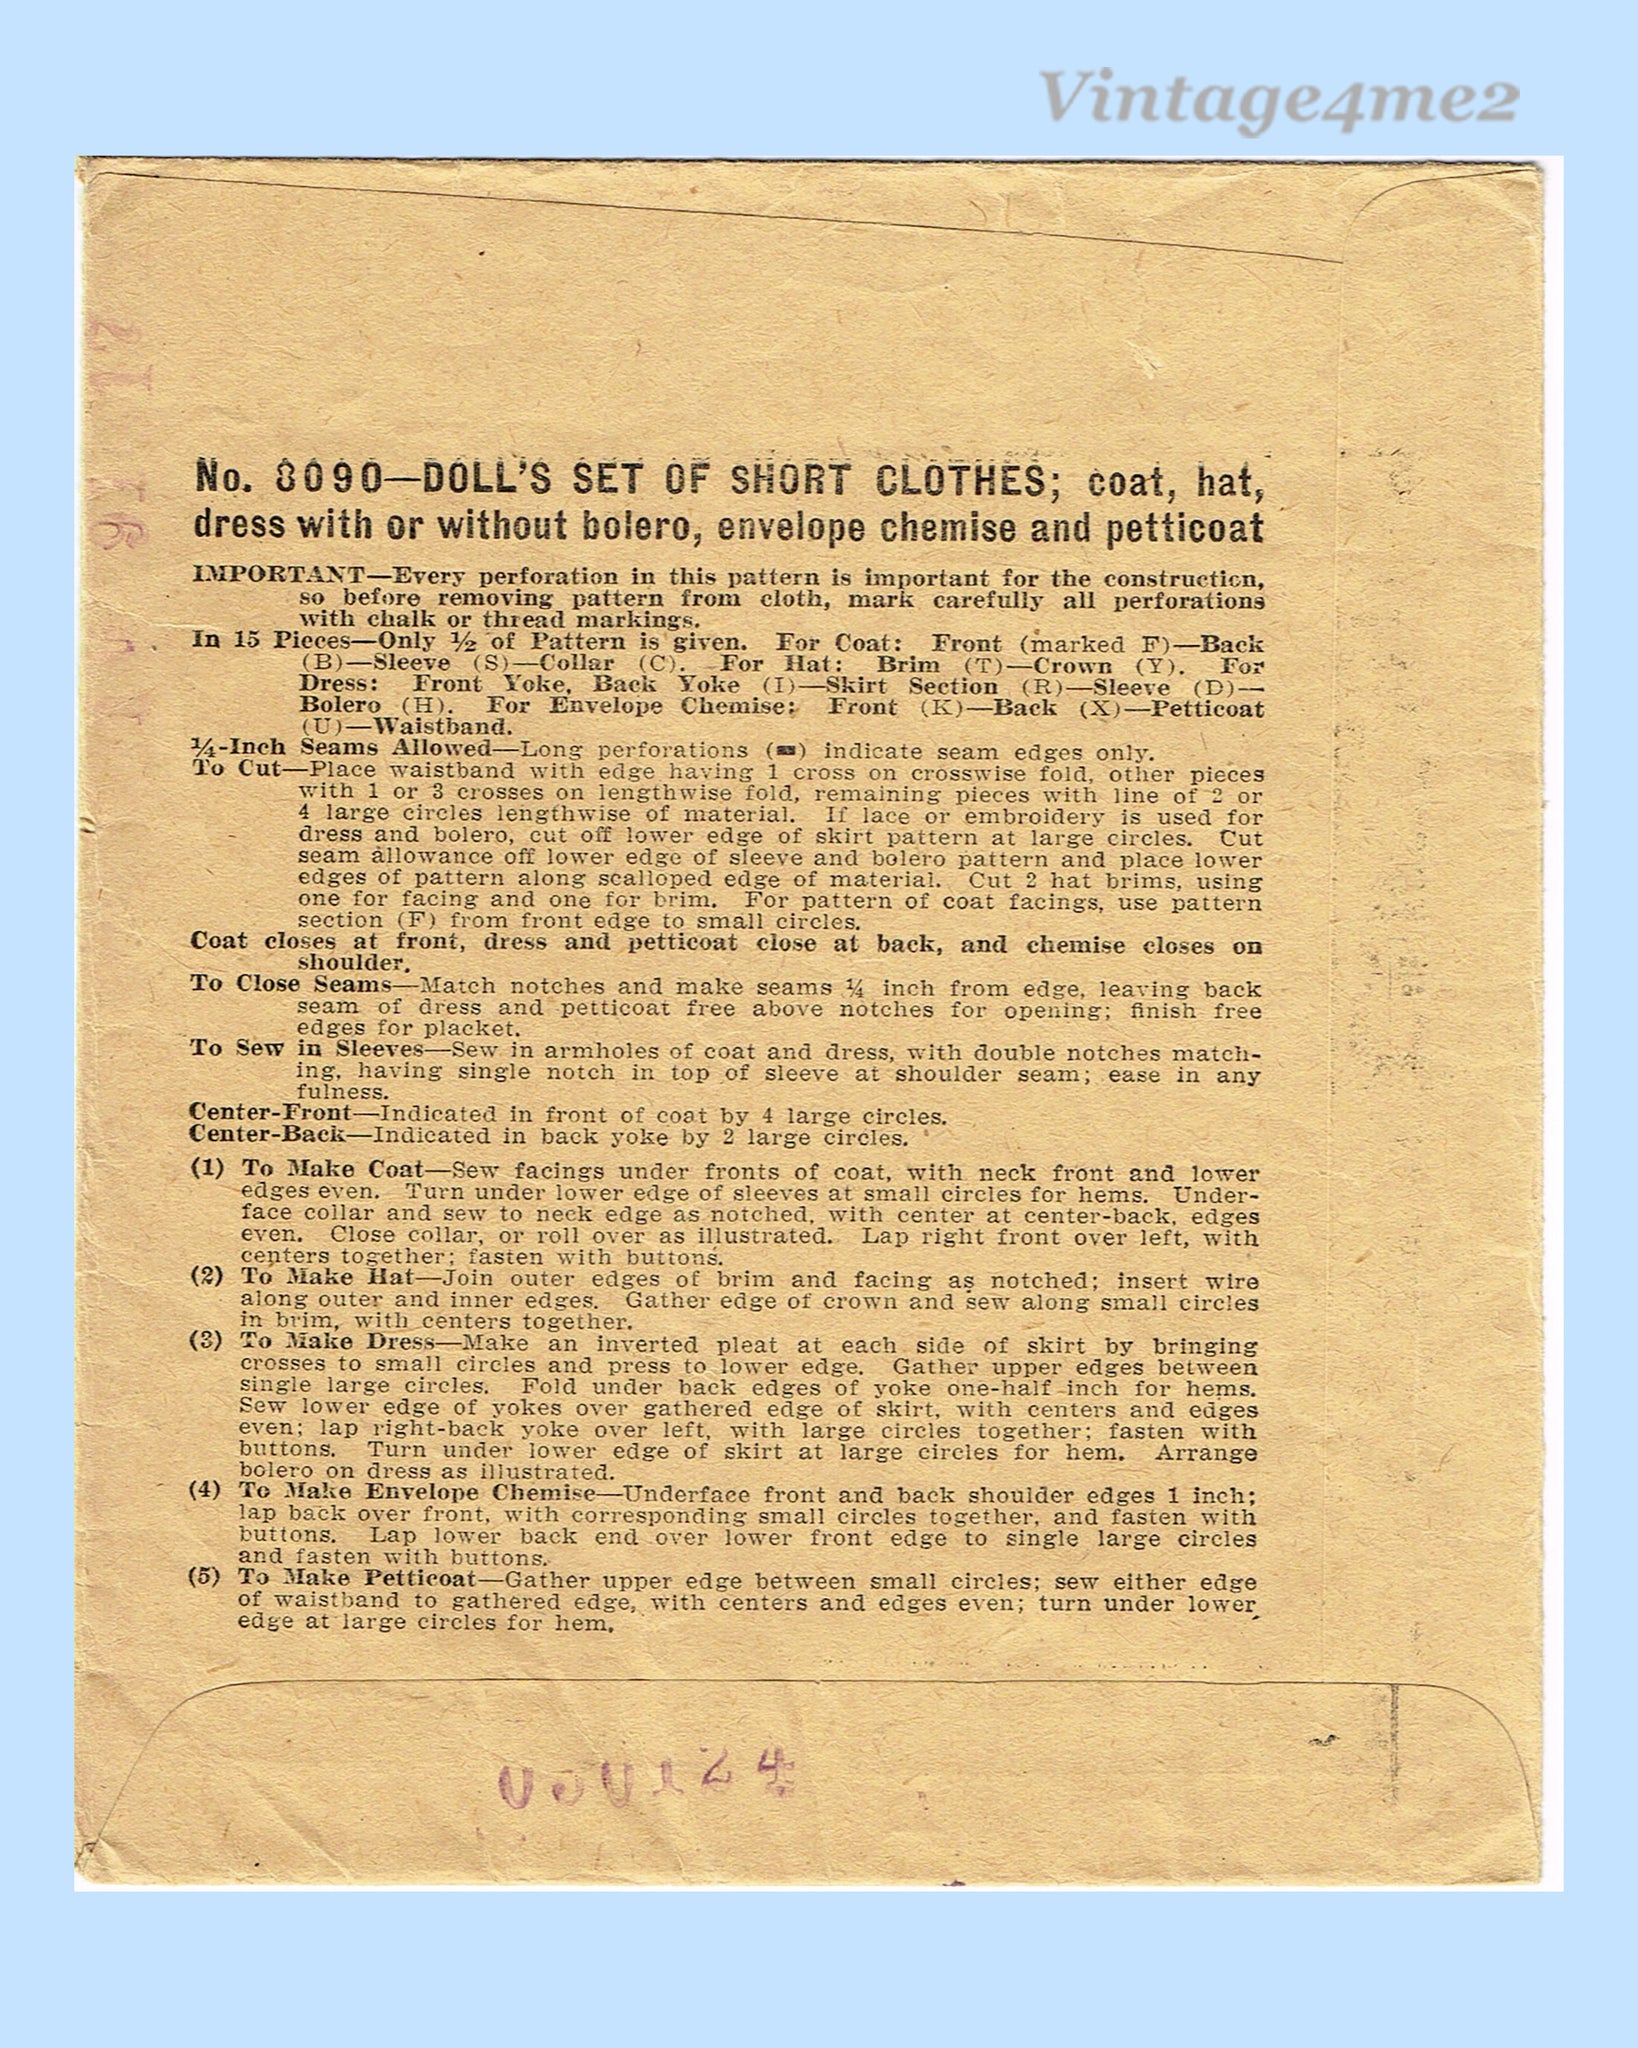 Vintage4me2
No. 8090—DOLL'S SET OF SHORT CLOTHES; coat, hat,
dress with or without bolero, envelope chemise and petticoat
IMPORTANT—Every perforation in this pattern is important for the construction,
so before removing pattern from cloth, mark carefully all perforations
with chalk or thread markings.
In 15 Pieces—Only ½ of Pattern is given. For Coat: Front (marked F)—Back
(B)—Sleeve (S)—Collar (C). For Hat: Brim (T)—Crown (Y). For
Dress: Front Yoke, Back Yoke (I)—Skirt Section (R)—Sleeve (D)—
Bolero (H). For Envelope Chemise: Front (K)—Back (X)—Petticoat
(U)—Waistband.
¼-Inch Seams Allowed—Long perforations (▬) indicate seam edges only.
To Cut—Place waistband with edge having 1 cross on crosswise fold, other pieces
with 1 or 3 crosses on lengthwise fold, remaining pieces with line of 2 or
4 large circles lengthwise of material. If lace or embroidery is used for
dress and bolero, cut off lower edge of skirt pattern at large circles. Cut
seam allowance off lower edge of sleeve and bolero pattern and place lower
edges of pattern along scalloped edge of material. Cut 2 hat brims, using
one for facing and one for brim. For pattern of coat facings, use pattern
section (F) from front edge to small circles.
Coat closes at front, dress and petticoat close at back, and chemise closes on
shoulder.
To Close Seams—Match notches and make seams ¼ inch from edge, leaving back
seam of dress and petticoat free above notches for opening; finish free
edges for placket.
To Sew in Sleeves—Sew in armholes of coat and dress, with double notches match-
ing, having single notch in top of sleeve at shoulder seam; ease in any
fulness.
Center-Front—Indicated in front of coat by 4 large circles.
Center-Back—Indicated in back yoke by 2 large circles.
(1) To Make Coat—Sew facings under fronts of coat, with neck front and lower
edges even. Turn under lower edge of sleeves at small circles for hems. Under-
face collar and sew to neck edge as notched, with center at center-back, edges
even. Close collar, or roll over as illustrated. Lap right front over left, with
centers together; fasten with buttons.
(2) To Make Hat—Join outer edges of brim and facing as notched; insert wire
along outer and inner edges. Gather edge of crown and sew along small circles
in brim, with centers together.
(3) To Make Dress—Make an inverted pleat at each side of skirt by bringing
crosses to small circles and press to lower edge. Gather upper edges between
single large circles. Fold under back edges of yoke one-half inch for hems.
Sew lower edge of yokes over gathered edge of skirt, with centers and edges
even; lap right-back yoke over left, with large circles together; fasten with
buttons. Turn under lower edge of skirt at large circles for hem. Arrange
bolero on dress as illustrated.
(4) To Make Envelope Chemise—Underface front and back shoulder edges 1 inch;
lap back over front, with corresponding small circles together, and fasten with
buttons. Lap lower back end over lower front edge to single large circles
and fasten with buttons.
(5) To Make Petticoat—Gather upper edge between small circles; sew either edge
of waistband to gathered edge, with centers and edges even; turn under lower
edge at large circles for hem.